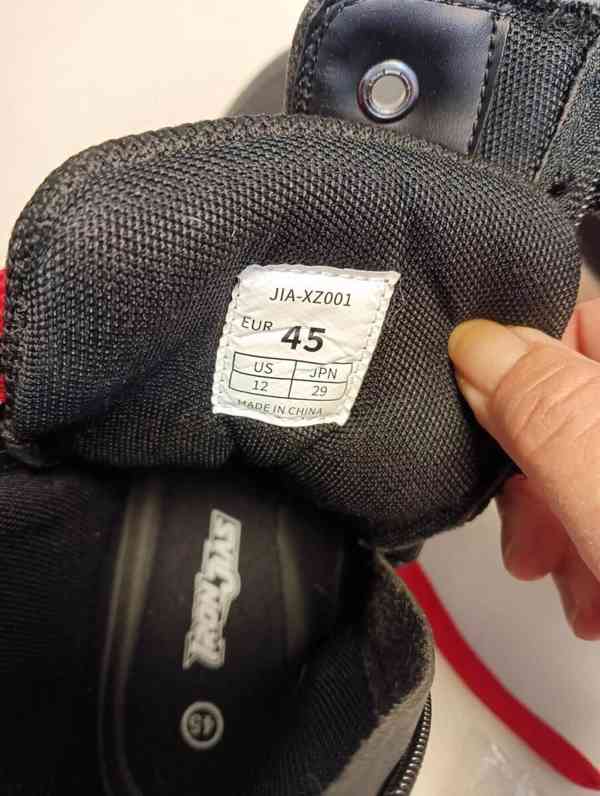 JIA-XZ001
EUR 45
US JPN
12 29
MADE IN CHINA
45